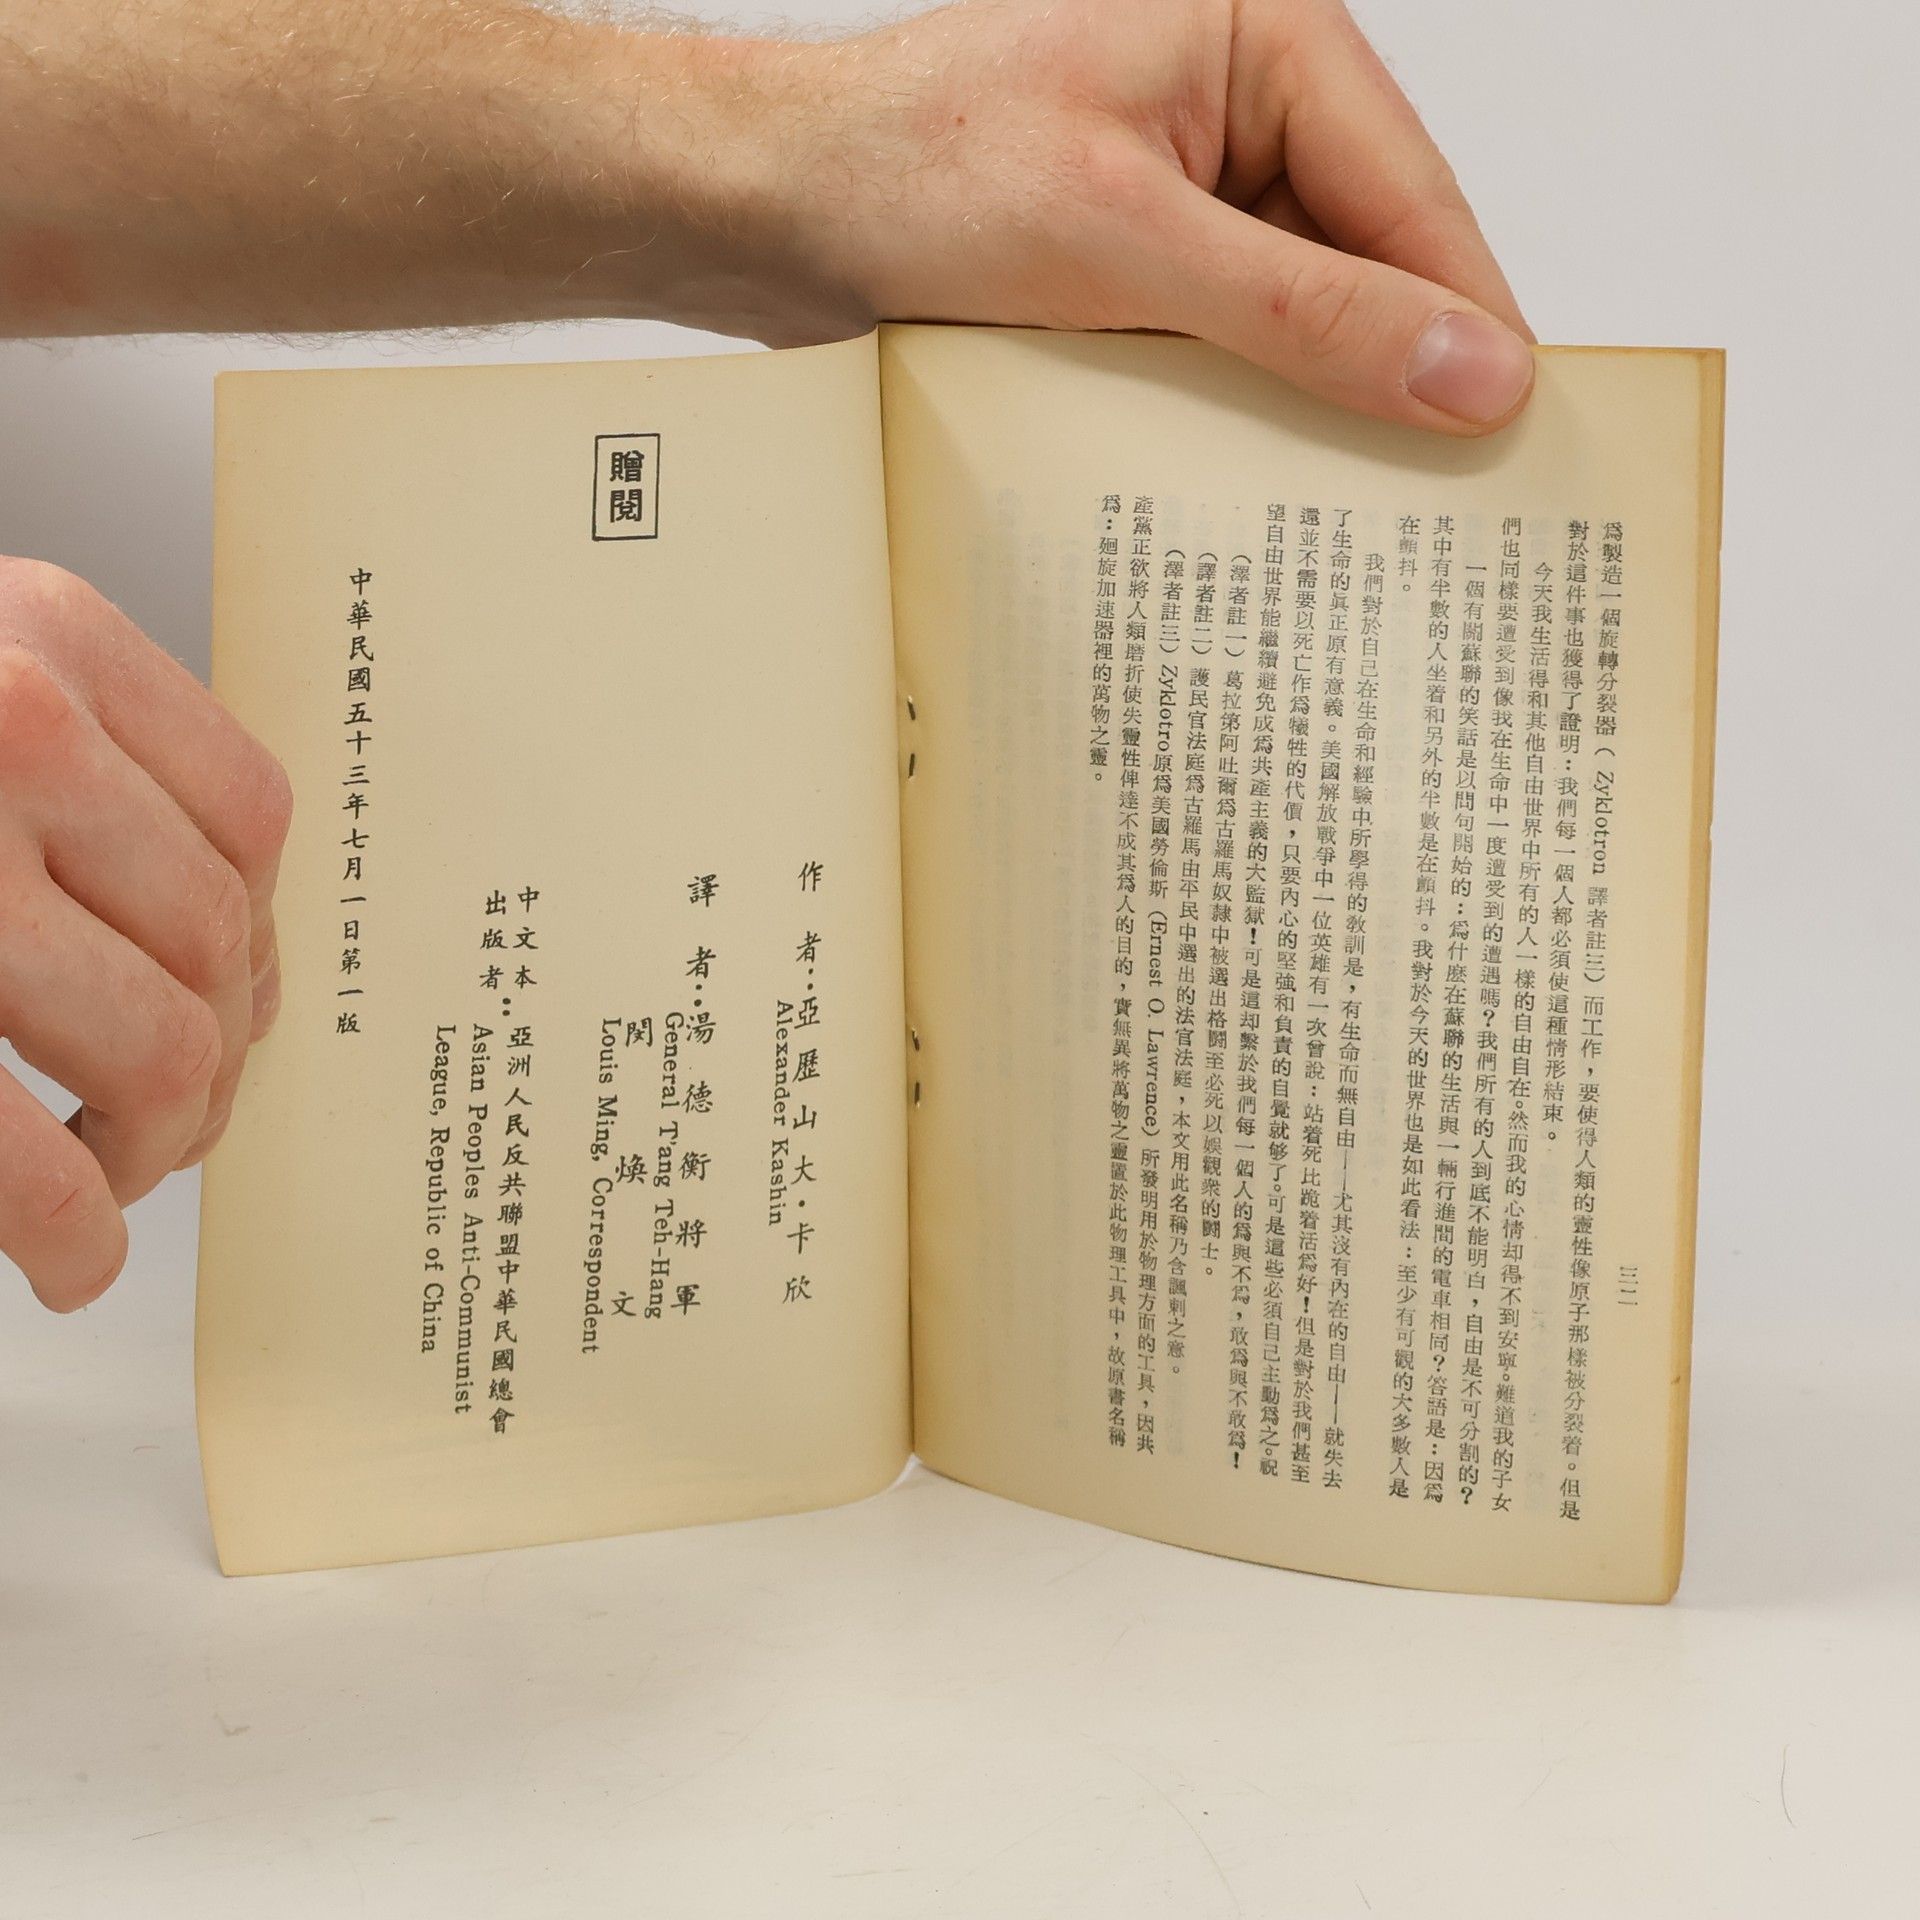 三二
爲製造一個旋轉分裂器（Zyklotron 譯者註三）而工作，要使得人類的靈性像原子那樣被分裂着。但是
對於這件事也獲得了證明：我們每一個人都必須使這種情形結束。
今天我生活得和其他自由世界中所有的人一樣的自由自在。然而我的心情却得不到安寧。難道我的子女
們也同樣要遭受到像我在生命中一度遭受到的遭遇嗎？我們所有的人到底不能明白，自由是不可分割的？
一個有關蘇聯的笑話是以問句開始的：爲什麼在蘇聯的生活與一輛行進間的電車相同？答語是：因爲
其中有半數的人坐着和另外的半數是在顫抖。我對於今天的世界也是如此看法：至少有可觀的大多數人是
在顫抖。
我們對於自己在生命和經驗中所學得的教訓是，有生命而無自由——尤其沒有內在的自由——就失去
了生命的眞正原有意義。美國解放戰爭中一位英雄有一次曾說：站着死比跪着活爲好！但是對於我們甚至
還並不需要以死亡作爲犧牲的代價，只要內心的堅強和負責的自覺就够了。可是這些必須自己主動爲之。祝
望自由世界能繼續避免成爲共產主義的大監獄！可是這却繫於我們每一個人的爲與不爲，敢爲與不敢爲！
（澤者註一）葛拉第阿吐爾爲古羅馬奴隸中被選出格鬪至必死以娛觀衆的鬪士。
（譯者註二）護民官法庭爲古羅馬由平民中選出的法官法庭，本文用此名稱乃含諷刺之意。
（澤者註三）Zyklotro原爲美國勞倫斯（Ernest O. Lawrence）所發明用於物理方面的工具，因共
產黨正欲將人類磨折使失靈性俾達不成其爲人的目的，實無異將萬物之靈置於此物理工具中，故原書名稱
爲：廻旋加速器裡的萬物之靈。
作者：亞歷山大・卡欣
Alexander Kashin
譯者：湯德衡將軍
General T'ang Teh-Hang
閔煥文
Louis Ming, Correspondent
贈閱
中文本
出版者：亞洲人民反共聯盟中華民國總會
Asian Peoples Anti-Communist
League, Republic of China
中華民國五十三年七月一日第一版